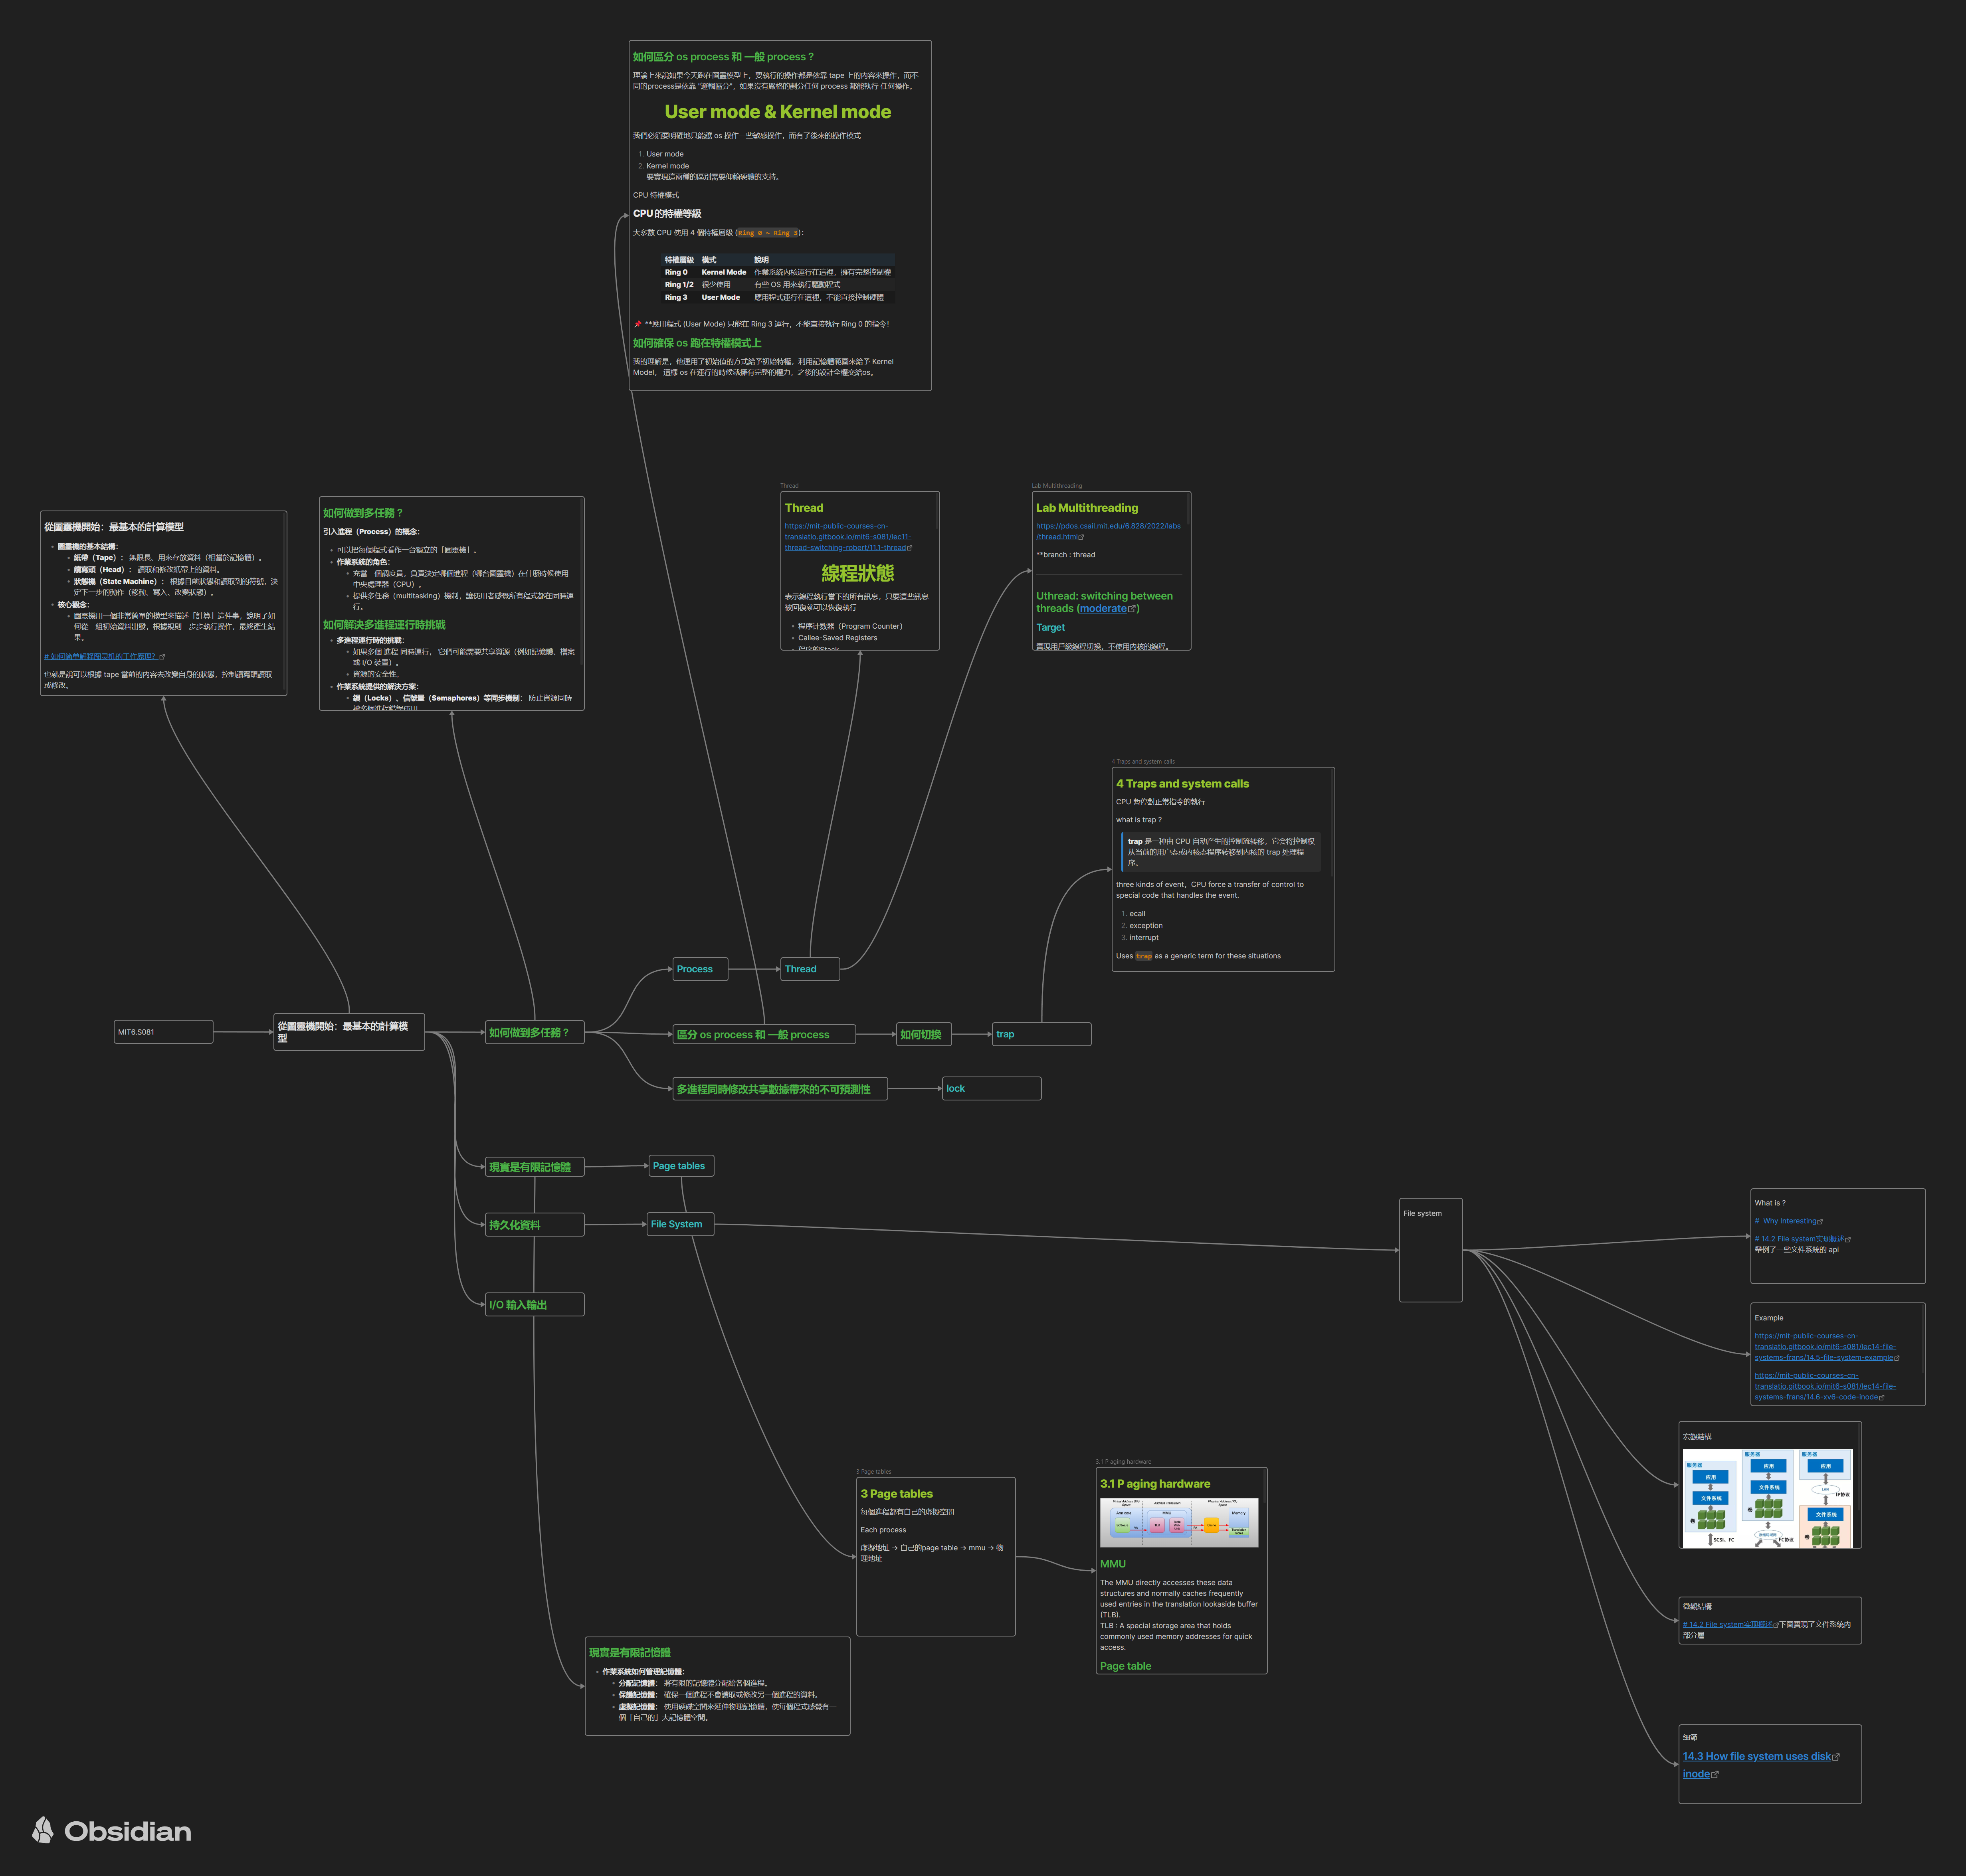 如何區分 os process 和 一般 process ?
理論上來說如果今天跑在圖靈模型上，要執行的操作都是依靠 tape 上的內容來操作，而不
同的process是依靠 "邏輯區分"，如果沒有嚴格的劃分任何 process 都能執行 任何操作。
User mode & Kernel mode
我們必須要明確地只能讓 os 操作一些敏感操作，而有了後來的操作模式
1. User mode
2. Kernel mode
要實現這兩種的區別需要仰賴硬體的支持。
CPU 特權模式
CPU 的特權等級
大多數 CPU 使用 4 個特權層級 (Ring 0 ~ Ring 3)：
特權層級 模式 說明
Ring 0 Kernel Mode 作業系統內核運行在這裡，擁有完整控制權
Ring 1/2 很少使用 有些 OS 用來執行驅動程式
Ring 3 User Mode 應用程式運行在這裡，不能直接控制硬體
📌 **應用程式 (User Mode) 只能在 Ring 3 運行，不能直接執行 Ring 0 的指令！
如何確保 os 跑在特權模式上
我的理解是，他運用了初始值的方式給予初始特權，利用記憶體範圍來給予 Kernel
Model， 這樣 os 在運行的時候就擁有完整的權力，之後的設計全權交給os。
從圖靈機開始：最基本的計算模型
圖靈機的基本結構：
紙帶（Tape）： 無限長、用來存放資料（相當於記憶體）。
讀寫頭（Head）： 讀取和修改紙帶上的資料。
狀態機（State Machine）： 根據目前狀態和讀取到的符號，決
定下一步的動作（移動、寫入、改變狀態）。
核心觀念：
圖靈機用一個非常簡單的模型來描述「計算」這件事，說明了如
何從一組初始資料出發，根據規則一步步執行操作，最終產生結
果。
# 如何簡单解釋图灵机的工作原理?
也就是說可以根據 tape 當前的內容去改變自身的狀態，控制讀寫頭讀取
或修改。
如何做到多任務 ?
引入進程（Process）的概念：
可以把每個程式看作一台獨立的「圖靈機」。
作業系統的角色：
充當一個調度員，負責決定哪個進程（哪台圖靈機）在什麼時候使用
中央處理器（CPU）。
提供多任務（multitasking）機制，讓使用者感覺所有程式都在同時運
行。
如何解決多進程運行時挑戰
多進程運行時的挑戰：
如果多個 進程 同時運行， 它們可能需要共享資源（例如記憶體、檔案
或 I/O 裝置）。
資源的安全性。
作業系統提供的解決方案：
鎖（Locks）、信號量（Semaphores）等同步機制： 防止資源同時
被多個進程錯誤使用
Thread
Thread
https://mit-public-courses-cn-
translatio.gitbook.io/mit6-s081/lec11-
thread-switching-robert/11.1-thread
線程狀態
表示線程執行當下的所有訊息，只要這些訊息
被回復就可以恢復執行
程序计数器（Program Counter）
Callee-Saved Registers
程序的Stack
Lab Multithreading
Lab Multithreading
https://pdos.csail.mit.edu/6.828/2022/labs
/thread.html
**branch : thread
Uthread: switching between
threads (moderate)
Target
實現用戶級線程切換，不使用內核的線程。
4 Traps and system calls
4 Traps and system calls
CPU 暫停對正常指令的執行
what is trap ?
trap 是一种由 CPU 自动产生的控制流转移，它会将控制权
从当前的用户态或内核态程序转移到内核的 trap 处理程
序。
three kinds of event，CPU force a transfer of control to
special code that handles the event.
1. ecall
2. exception
3. interrupt
Uses trap as a generic term for these situations
Process
Thread
MIT6.S081
從圖靈機開始：最基本的計算模
型
如何做到多任務 ?
區分 os process 和 一般 process
如何切換
trap
多進程同時修改共享數據帶來的不可預測性
lock
現實是有限記憶體
Page tables
持久化資料
File System
I/O 輸入輸出
File system
What is ?
# Why Interesting
# 14.2 File system实现概述
舉例了一些文件系統的 api
Example
https://mit-public-courses-cn-
translatio.gitbook.io/mit6-s081/lec14-file-
systems-frans/14.5-file-system-example
https://mit-public-courses-cn-
translatio.gitbook.io/mit6-s081/lec14-file-
systems-frans/14.6-xv6-code-inode
宏觀結構
服务器
服务器
服务器
应用
应用
应用
文件系统
文件系统
LAN
IP协议
文件系统
卷
卷
卷
SCSI、FC
FC协议
微觀結構
# 14.2 File system实现概述下圖實現了文件系統内
部分層
細節
14.3 How file system uses disk
inode
3 Page tables
3 Page tables
每個進程都有自己的虛擬空間
Each process
虛擬地址 → 自己的page table → mmu → 物
理地址
3.1 P aging hardware
3.1 P aging hardware
Virtual Address (VA)
Space
Address Translation
Physical Address (PA)
Space
Arm core
MMU
Memory
TLB
Cache
Translation
Tables
MMU
The MMU directly accesses these data
structures and normally caches frequently
used entries in the translation lookaside buffer
(TLB).
TLB : A special storage area that holds
commonly used memory addresses for quick
access.
Page table
現實是有限記憶體
作業系統如何管理記憶體：
分配記憶體： 將有限的記憶體分配給各個進程。
保護記憶體： 確保一個進程不會讀取或修改另一個進程的資料。
虛擬記憶體： 使用硬碟空間來延伸物理記憶體，使每個程式感覺有一
個「自己的」大記憶體空間。
Obsidian